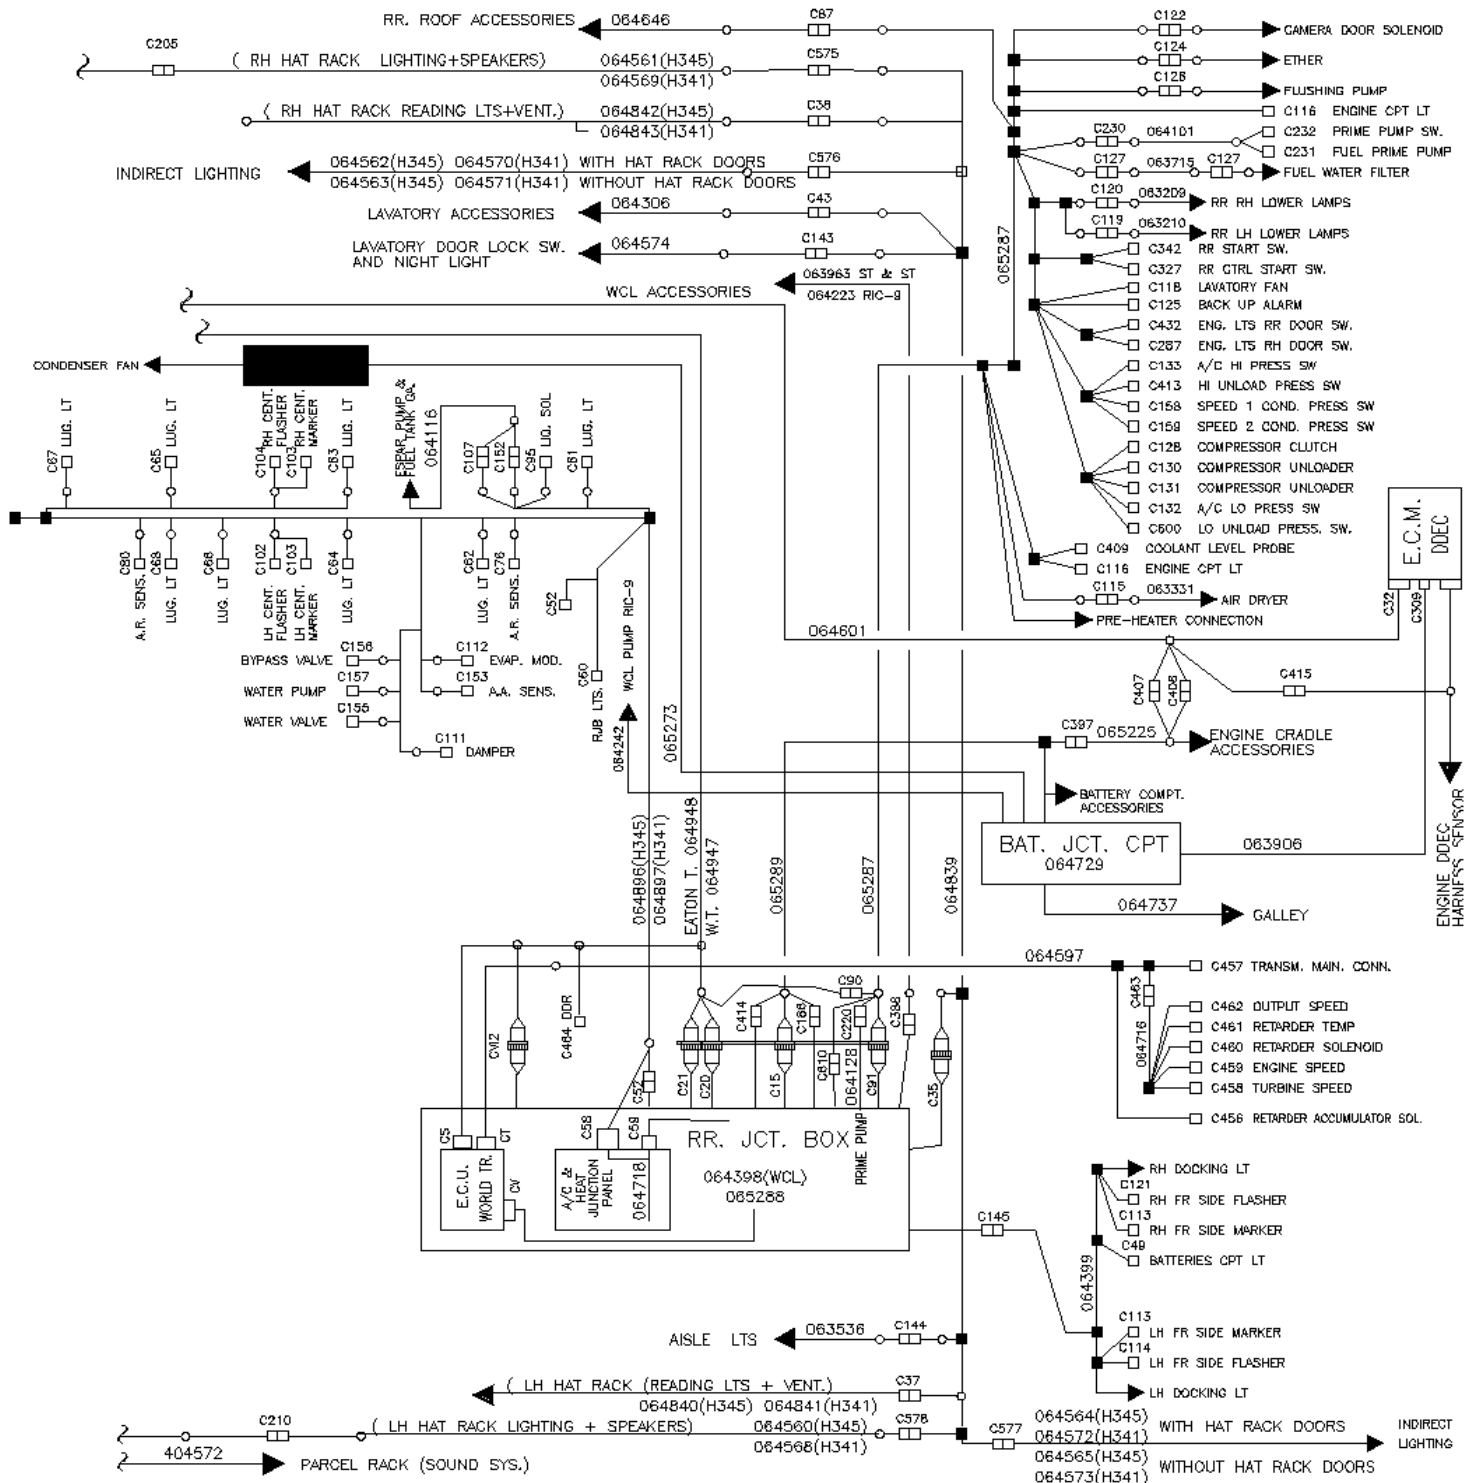 RR. ROOF ACCESSORIES
064646
C87
C122
CAMERA DOOR SOLENOID
C205
( RH HAT RACK LIGHTING+SPEAKERS)
064561(H345)
064569(H341)
C575
C124
ETHER
C126
FLUSHING PUMP
( RH HAT RACK READING LTS+VENT.)
064842(H345)
064843(H341)
C38
C116 ENGINE CPT LT
C230
064101
C232 PRIME PUMP SW.
C231 FUEL PRIME PUMP
INDIRECT LIGHTING
064562(H345) 064570(H341) WITH HAT RACK DOORS
064563(H345) 064571(H341) WITHOUT HAT RACK DOORS
C576
C127
063715
C127
FUEL WATER FILTER
LAVATORY ACCESSORIES
064306
C43
C120
063209
RR RH LOWER LAMPS
C119
063210
RR LH LOWER LAMPS
LAVATORY DOOR LOCK SW.
AND NIGHT LIGHT
064574
C143
065287
C342 RR START SW.
C327 RR CTRL START SW.
WCL ACCESSORIES
063963 ST & ST
064223 RIC-9
C118 LAVATORY FAN
C125 BACK UP ALARM
C432 ENG. LTS RR DOOR SW.
C287 ENG. LTS RH DOOR SW.
CONDENSER FAN
C133 A/C HI PRESS SW
C413 HI UNLOAD PRESS SW
C158 SPEED 1 COND. PRESS SW
C159 SPEED 2 COND. PRESS SW
C128 COMPRESSOR CLUTCH
C130 COMPRESSOR UNLOADER
C131 COMPRESSOR UNLOADER
C132 A/C LO PRESS SW
C600 LO UNLOAD PRESS. SW.
C67 LUG. LT
C65 LUG. LT
C104 RH CENT.
FLASHER
C103 RH CENT.
MARKER
C63 LUG. LT
ESPAR PUMP &
FUEL TANK GA.
064116
C107
C152
C95 LIQ. SOL
C61 LUG. LT
C80
A.R. SENS.
C69
LUG. LT
C66
LUG. LT
C102
LH CENT.
FLASHER
C103
LH CENT.
MARKER
C64
LUG. LT
C62
LUG. LT
C76
A.R. SENS.
C52
C60
RJB LTS.
WCL PUMP RIC-9
064242
065273
E.C.M.
DDEC
C32
C309
C409 COOLANT LEVEL PROBE
C116 ENGINE CPT LT
C115
063331
AIR DRYER
PRE-HEATER CONNECTION
064601
BYPASS VALVE
C156
C112
EVAP. MOD.
WATER PUMP
C157
C153
A.A. SENS.
WATER VALVE
C155
C111
DAMPER
C407
C408
C415
C397
065225
ENGINE CRADLE
ACCESSORIES
BATTERY COMPT.
ACCESSORIES
ENGINE DDEC
HARNESS SENSOR
BAT. JCT. CPT
064729
063906
064737
GALLEY
064896(H345)
064897(H341)
EATON T. 064948
W.T. 064947
065289
065287
064839
064597
C457 TRANSM. MAIN. CONN.
C463
064716
C462 OUTPUT SPEED
C461 RETARDER TEMP
C460 RETARDER SOLENOID
C459 ENGINE SPEED
C458 TURBINE SPEED
C456 RETARDER ACCUMULATOR SOL.
CVI2
C464 DDR
C52
C21
C20
C414
C15
C186
C90
C220
C610
064128
C91
C388
C35
C5
CT
E.C.U.
WORLD TR.
CV
C58
C59
A/C &
HEAT
JUNCTION
PANEL
064718
RR. JCT. BOX
064398(WCL)
065288
PRIME PUMP
C145
RH DOCKING LT
C121
RH FR SIDE FLASHER
C113
RH FR SIDE MARKER
C49
BATTERIES CPT LT
064399
C113
LH FR SIDE MARKER
C114
LH FR SIDE FLASHER
LH DOCKING LT
AISLE LTS
063536
C144
( LH HAT RACK (READING LTS + VENT.)
064840(H345) 064841(H341)
C37
C210
( LH HAT RACK LIGHTING + SPEAKERS)
064560(H345)
064568(H341)
C578
C577
064564(H345)
064572(H341)
WITH HAT RACK DOORS
064565(H345)
064573(H341)
WITHOUT HAT RACK DOORS
INDIRECT
LIGHTING
404572
PARCEL RACK (SOUND SYS.)